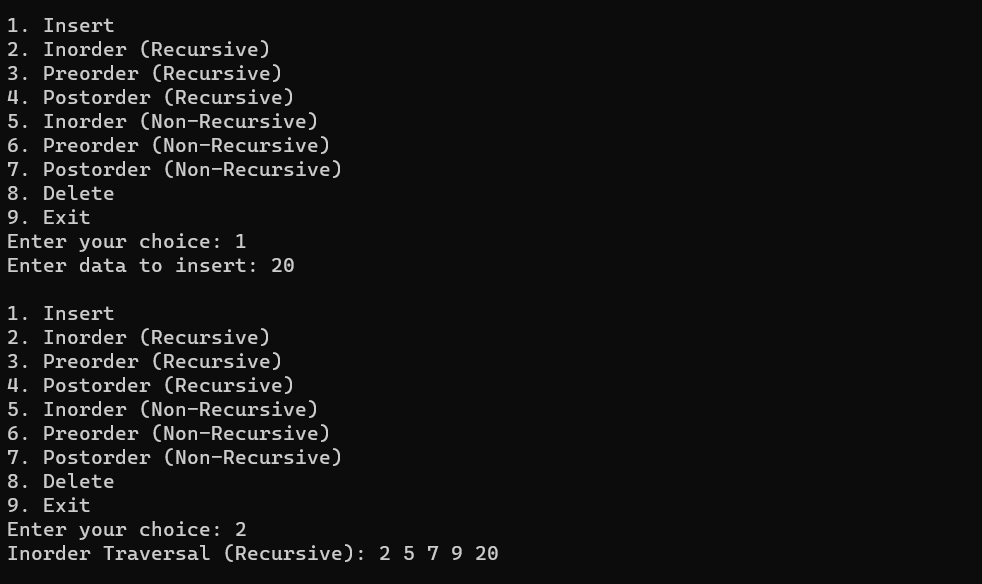 1. Insert
2. Inorder (Recursive)
3. Preorder (Recursive)
4. Postorder (Recursive)
5. Inorder (Non-Recursive)
6. Preorder (Non-Recursive)
7. Postorder (Non-Recursive)
8. Delete
9. Exit
Enter your choice: 1
Enter data to insert: 20
1. Insert
2. Inorder (Recursive)
3. Preorder (Recursive)
4. Postorder (Recursive)
5. Inorder (Non-Recursive)
6. Preorder (Non-Recursive)
7. Postorder (Non-Recursive)
8. Delete
9. Exit
Enter your choice: 2
Inorder Traversal (Recursive): 2 5 7 9 20